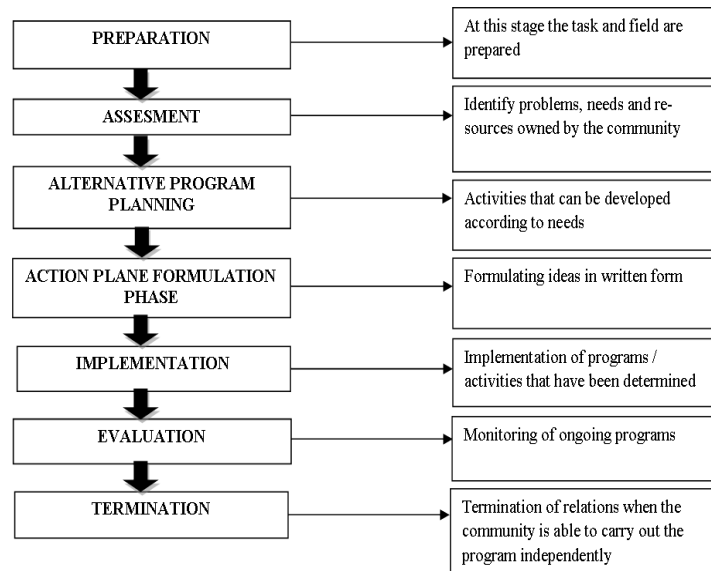 PREPARATION
At this stage the task and field are
prepared
ASSESMENT
Identify problems, needs and re-
sources owned by the community
ALTERNATIVE PROGRAM
PLANNING
Activities that can be developed
according to needs
ACTION PLANE FORMULATION
PHASE
Formulating ideas in written form
IMPLEMENTATION
Implementation of programs /
activities that have been determined
EVALUATION
Monitoring of ongoing programs
TERMINATION
Termination of relations when the
community is able to carry out the
program independently